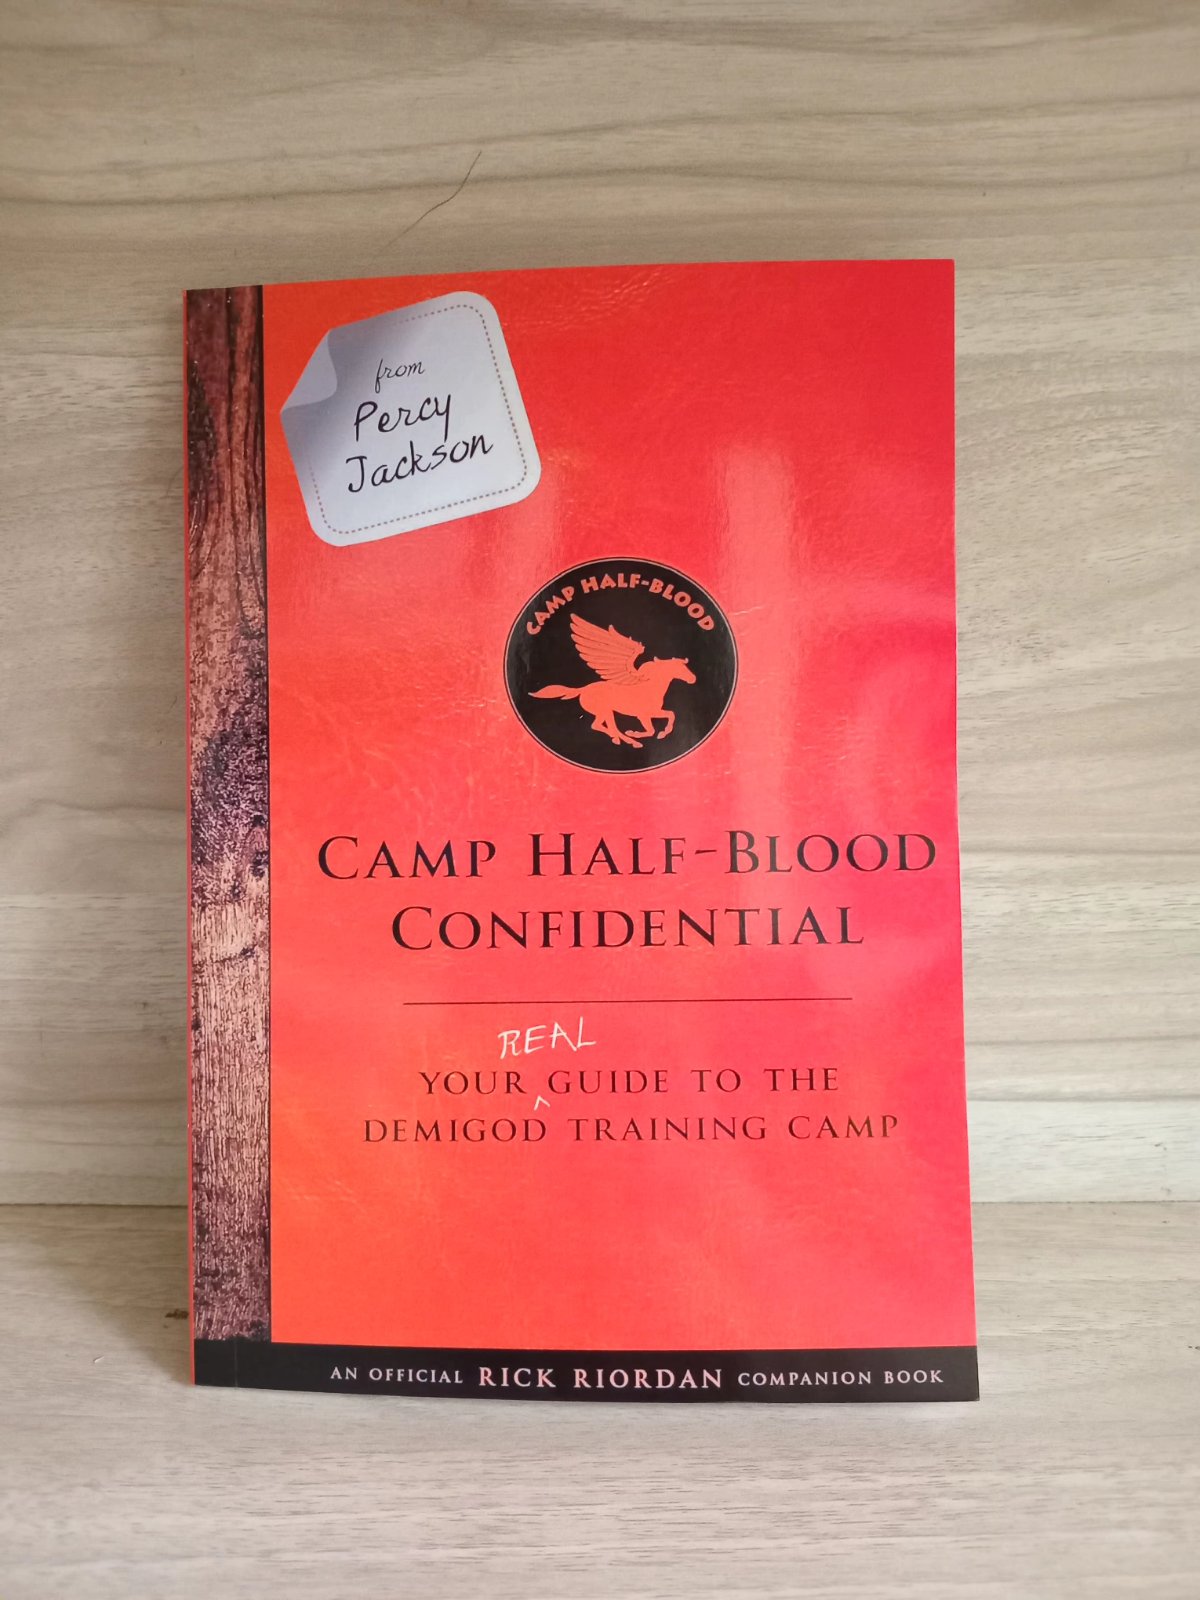 from
Percy
Jackson
CAMP HALF-BLOOD
CAMP HALF-BLOOD
CONFIDENTIAL
REAL
YOUR ^ GUIDE TO THE
DEMIGOD TRAINING CAMP
AN OFFICIAL RICK RIORDAN COMPANION BOOK